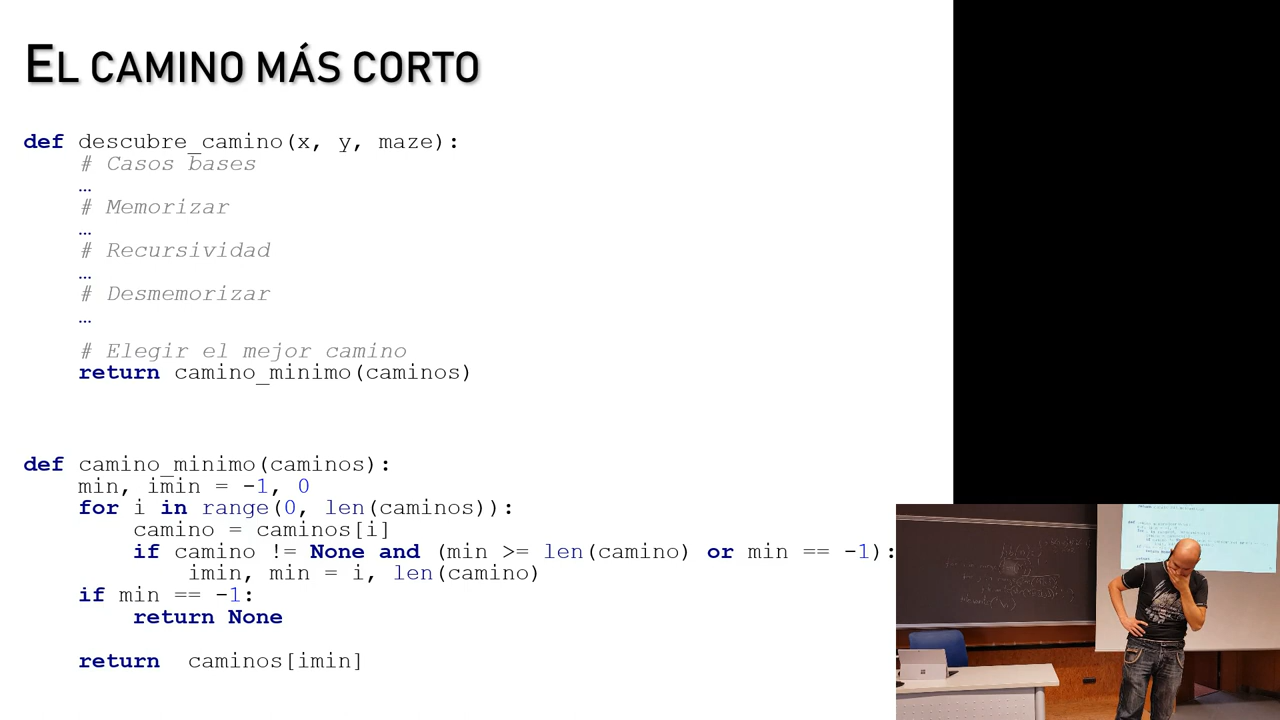 EL CAMINO MÁS CORTO
def descubre_camino(x, y, maze):
# Casos bases
…
# Memorizar
…
# Recursividad
…
# Desmemorizar
…
# Elegir el mejor camino
return camino_minimo(caminos)
def camino_minimo(caminos):
min, imin = -1, 0
for i in range(0, len(caminos)):
camino = caminos[i]
if camino != None and (min >= len(camino) or min == -1):
imin, min = i, len(camino)
if min == -1:
return None
return caminos[imin]